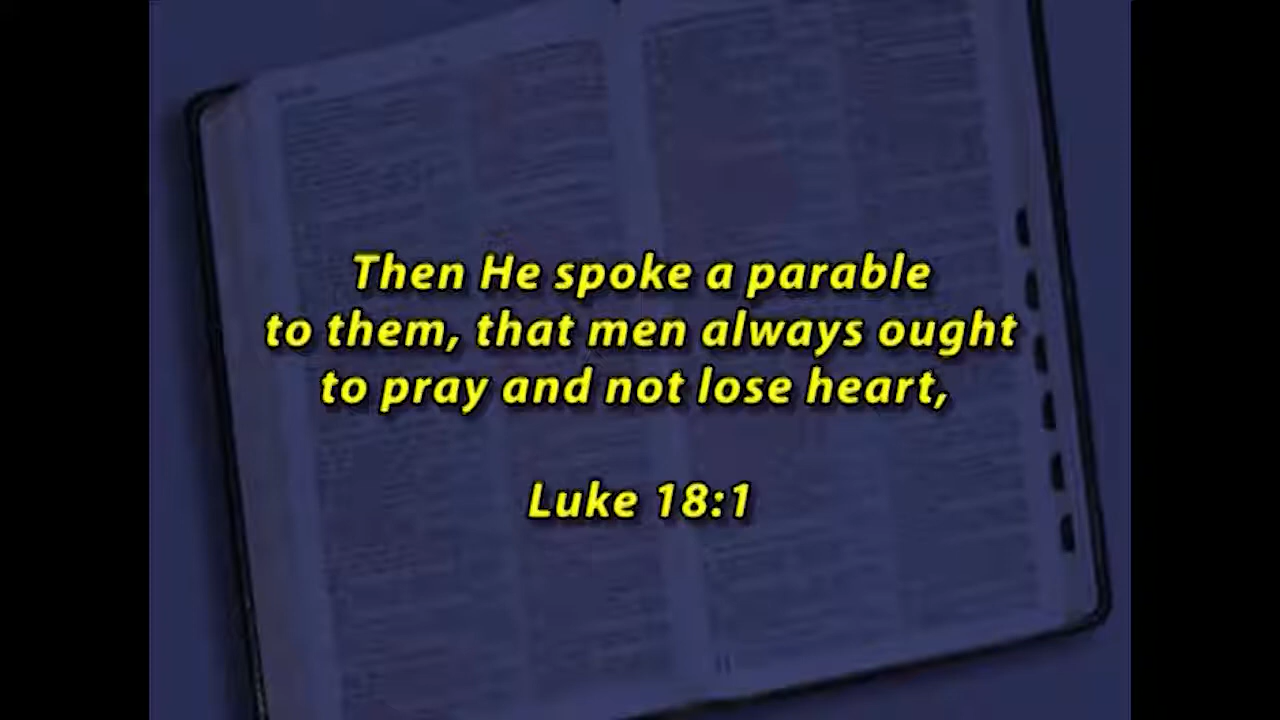 Then He spoke a parable
to them, that men always ought
to pray and not lose heart,
Luke 18:1